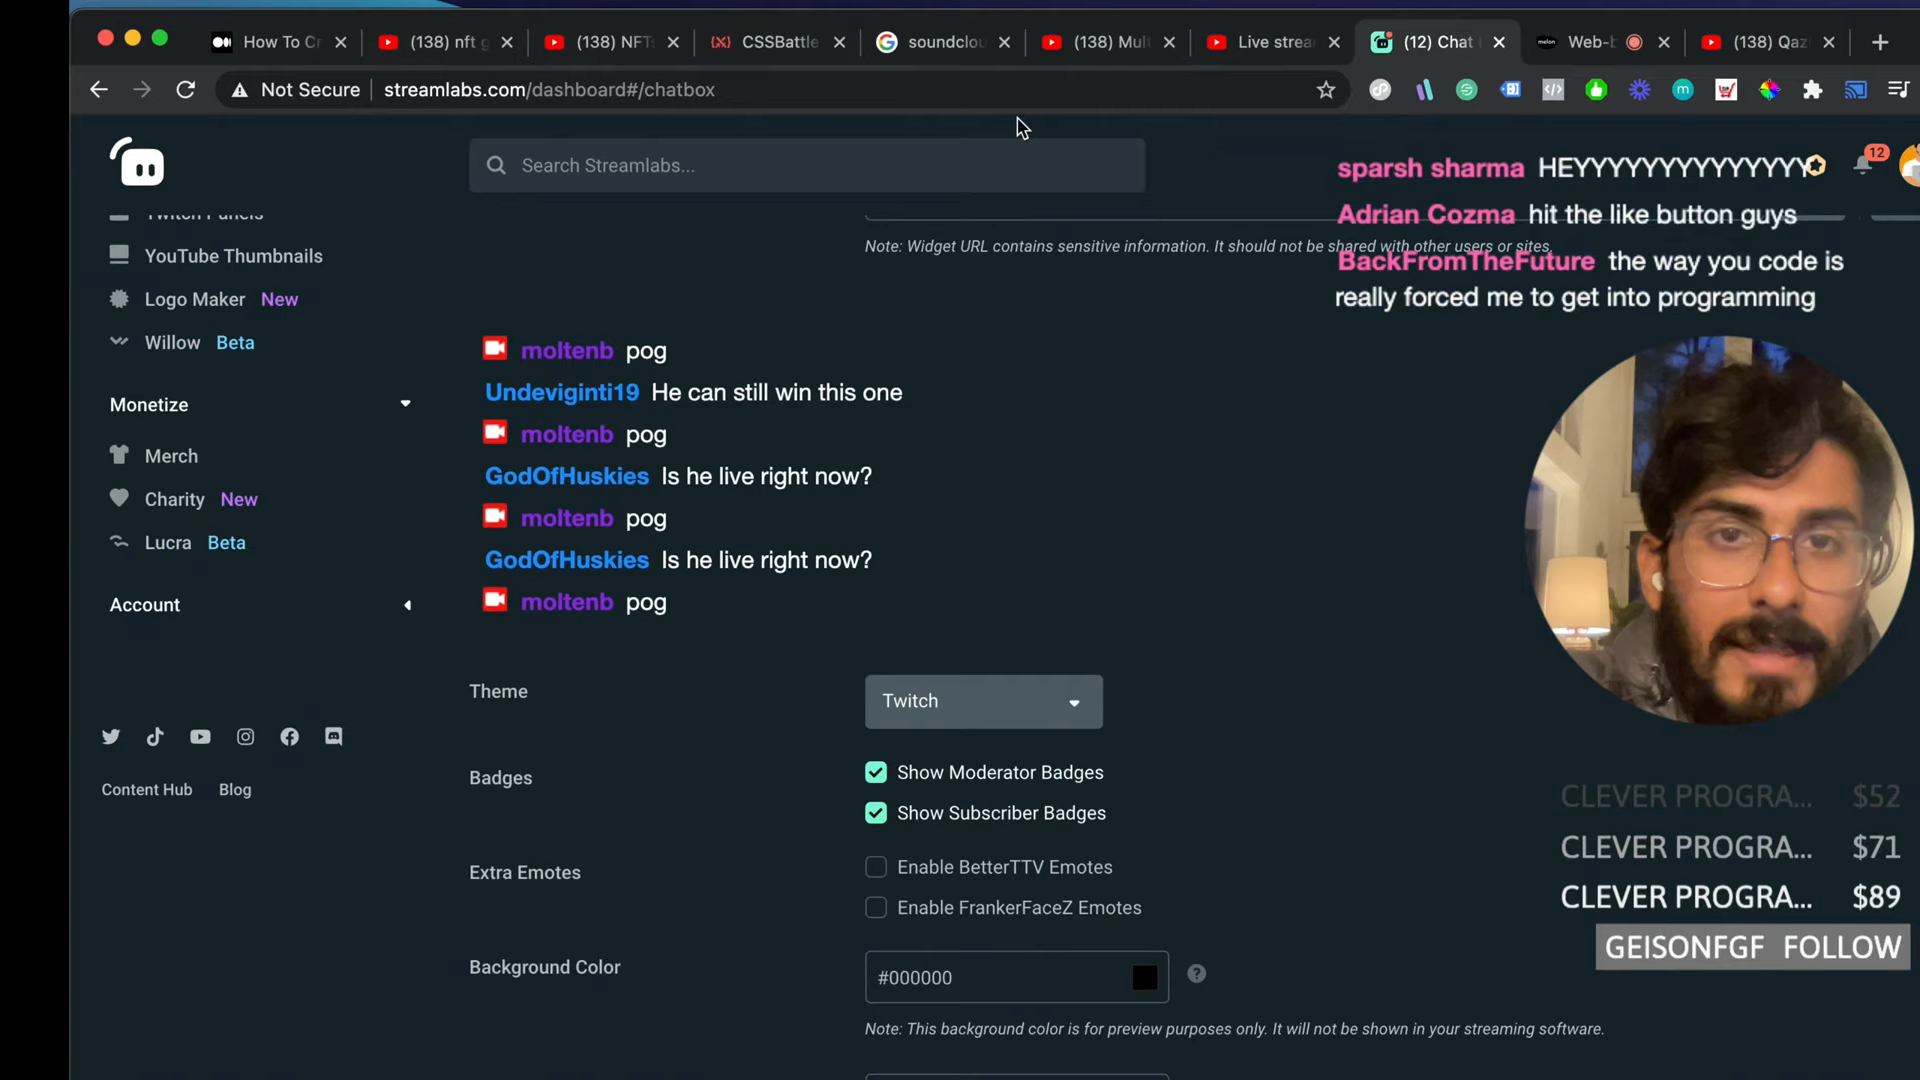 How To Cr
(138) nft g
(138) NFTs
CSSBattle
soundclou
(138) Mult
Live strea
(12) Chat
Web-b
(138) Qaz
Not Secure
streamlabs.com/dashboard#/chatbox
Search Streamlabs...
12
sparsh sharma HEYYYYYYYYYYYYYY
Adrian Cozma hit the like button guys
BackFromTheFuture the way you code is
really forced me to get into programming
Twitch Panels
YouTube Thumbnails
Logo Maker New
Willow Beta
Monetize
Merch
Charity New
Lucra Beta
Account
Content Hub Blog
Note: Widget URL contains sensitive information. It should not be shared with other users or sites.
moltenb pog
Undeviginti19 He can still win this one
moltenb pog
GodOfHuskies Is he live right now?
moltenb pog
GodOfHuskies Is he live right now?
moltenb pog
Theme
Twitch
Badges
Show Moderator Badges
Show Subscriber Badges
Extra Emotes
Enable BetterTTV Emotes
Enable FrankerFaceZ Emotes
Background Color
#000000
Note: This background color is for preview purposes only. It will not be shown in your streaming software.
CLEVER PROGRA... $52
CLEVER PROGRA... $71
CLEVER PROGRA... $89
GEISONFGF FOLLOW